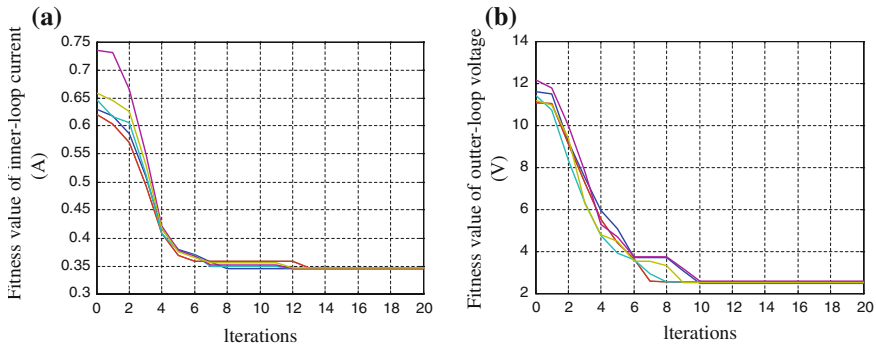 (a)
Fitness value of inner-loop current
(A)
0.75
0.7
0.65
0.6
0.55
0.5
0.45
0.4
0.35
0.3
0 2 4 6 8 10 12 14 16 18 20
Iterations
(b)
Fitness value of outter-loop voltage
(V)
14
12
10
8
6
4
2
0 2 4 6 8 10 12 14 16 18 20
Iterations